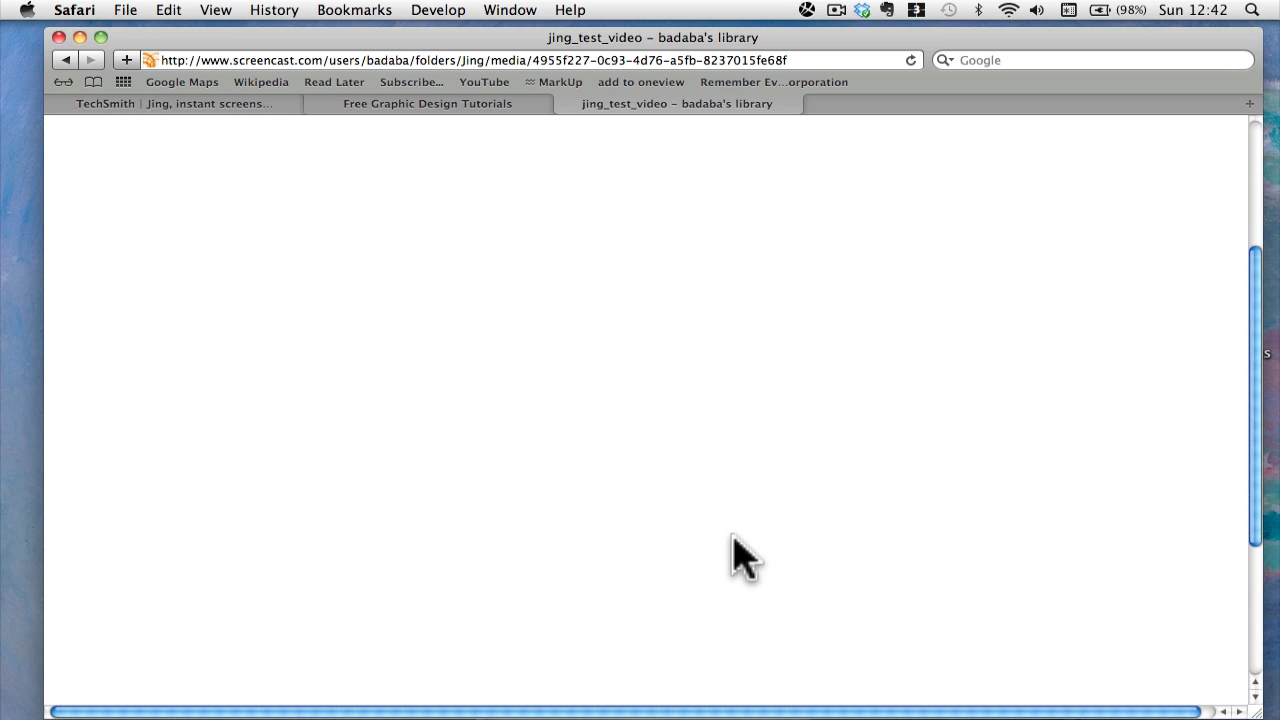 Safari File Edit View History Bookmarks Develop Window Help 3 (98%) Sun 12:42
jing_test_video – badaba's library
http://www.screencast.com/users/badaba/folders/Jing/media/4955f227-0c93-4d76-a5fb-8237015fe68f Google
Google Maps Wikipedia Read Later Subscribe... YouTube ≈ MarkUp add to oneview Remember Ev...orporation
TechSmith | Jing, instant screens... Free Graphic Design Tutorials jing_test_video – badaba's library
s